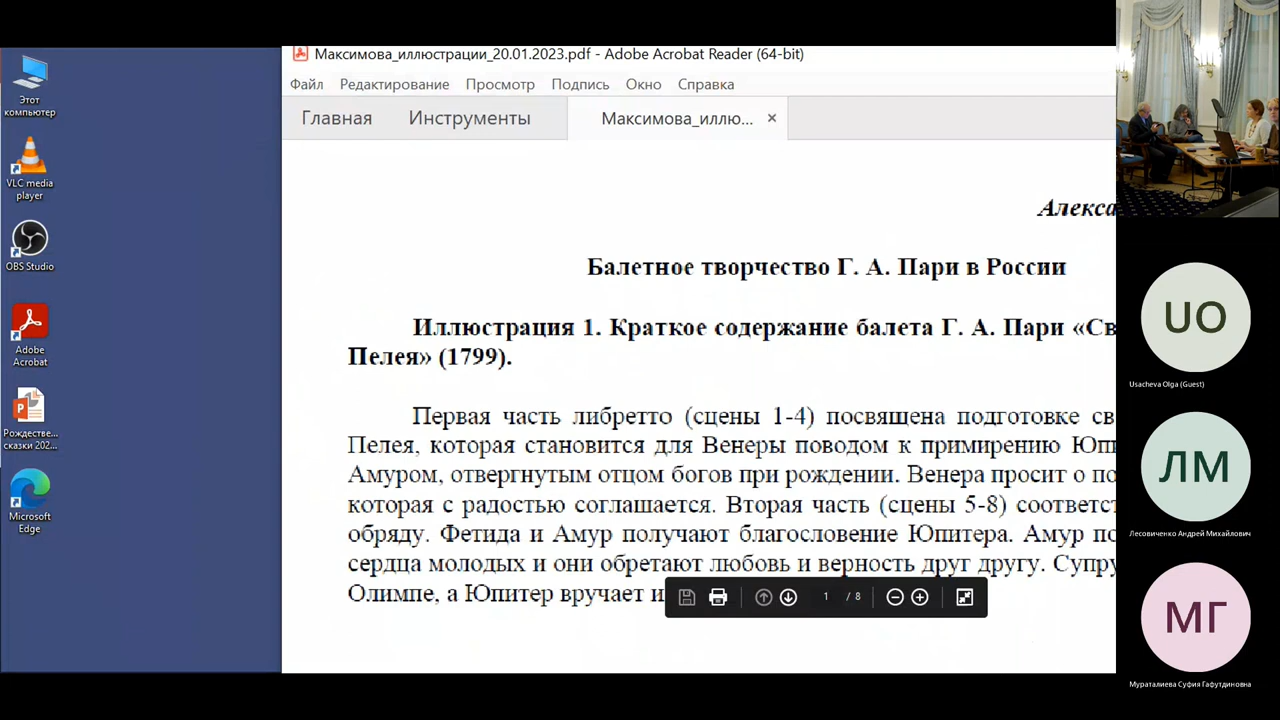 Этот
компьютер
VLC media
player
OBS Studio
Adobe
Acrobat
Рождестве...
сказки 202...
Microsoft
Edge
Максимова_иллюстрации_20.01.2023.pdf - Adobe Acrobat Reader (64-bit)
Файл Редактирование Просмотр Подпись Окно Справка
Главная Инструменты Максимова_иллю... ×
Алекса
Балетное творчество Г. А. Пари в России
Иллюстрация 1. Краткое содержание балета Г. А. Пари «Св
Пелея» (1799).
Первая часть либретто (сцены 1-4) посвящена подготовке св
Пелея, которая становится для Венеры поводом к примирению Юпи
Амуром, отвергнутым отцом богов при рождении. Венера просит о по
которая с радостью соглашается. Вторая часть (сцены 5-8) соответст
обряду. Фетида и Амур получают благословение Юпитера. Амур по
сердца молодых и они обретают любовь и верность друг другу. Супру
Олимпе, а Юпитер вручает и
1 / 8
UO
Usacheva Olga (Guest)
ЛМ
Лесовиченко Андрей Михайлович
МГ
Мураталиева Суфия Гафутдиновна